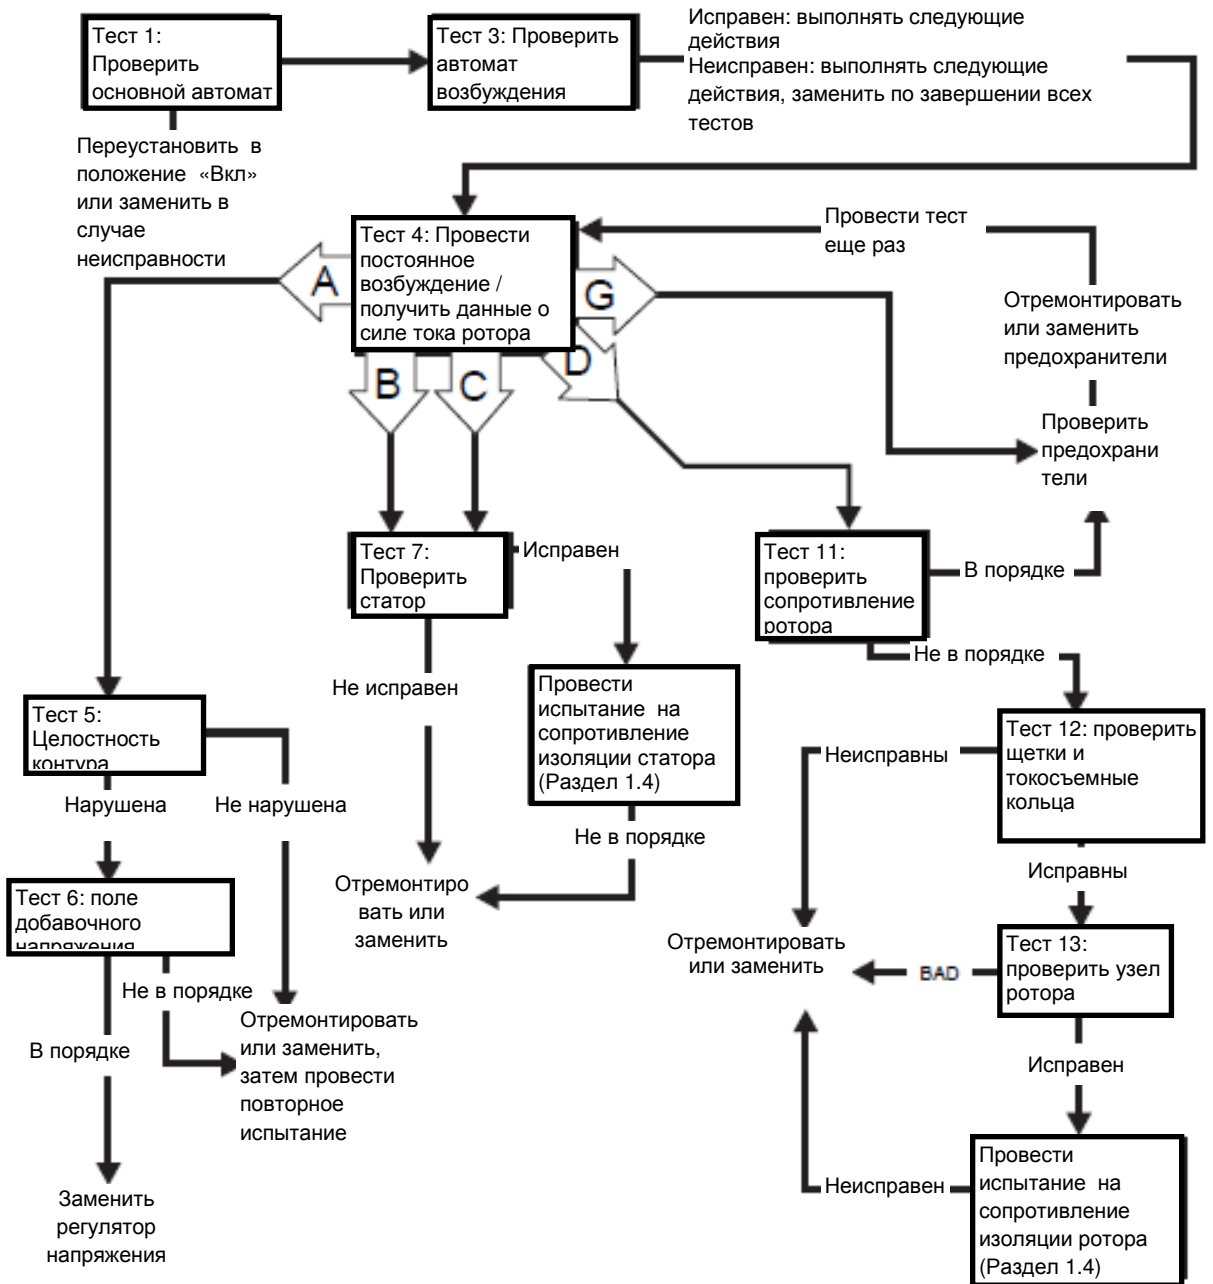 Тест 1:
Проверить
основной автомат
Тест 3: Проверить
автомат
возбуждения
Исправен: выполнять следующие
действия
Неисправен: выполнять следующие
действия, заменить по завершении всех
тестов
Переустановить в
положение «Вкл»
или заменить в
случае
неисправности
Тест 4: Провести
постоянное
возбуждение /
получить данные о
силе тока ротора
A
B
C
D
G
Провести тест
еще раз
Отремонтировать
или заменить
предохранители
Проверить
предохрани
тели
Тест 7:
Проверить
статор
Исправен
Тест 11:
проверить
сопротивление
ротора
В порядке
Не в порядке
Не исправен
Провести
испытание на
сопротивление
изоляции статора
(Раздел 1.4)
Не в порядке
Отремонтиро
вать или
заменить
Тест 5:
Целостность
контура
Нарушена
Не нарушена
Тест 6: поле
добавочного
напряжения
Не в порядке
В порядке
Отремонтировать
или заменить,
затем провести
повторное
испытание
Заменить
регулятор
напряжения
Тест 12: проверить
щетки и
токосъемные
кольца
Неисправны
Исправны
Тест 13:
проверить узел
ротора
BAD
Отремонтировать
или заменить
Исправен
Провести
испытание на
сопротивление
изоляции ротора
(Раздел 1.4)
Неисправен